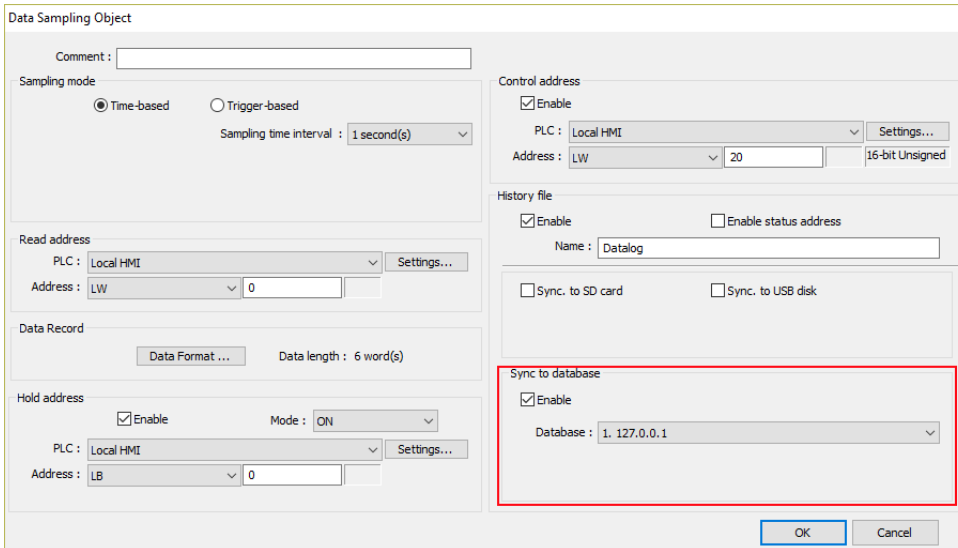 Data Sampling Object
Comment :
Sampling mode
Time-based Trigger-based
Sampling time interval : 1 second(s)
Read address
PLC : Local HMI Settings...
Address : LW 0
Data Record
Data Format ... Data length : 6 word(s)
Hold address
Enable Mode : ON
PLC : Local HMI Settings...
Address : LB 0
Control address
Enable
PLC : Local HMI Settings...
Address : LW 20 16-bit Unsigned
History file
Enable Enable status address
Name : Datalog
Sync. to SD card Sync. to USB disk
Sync to database
Enable
Database : 1. 127.0.0.1
OK Cancel